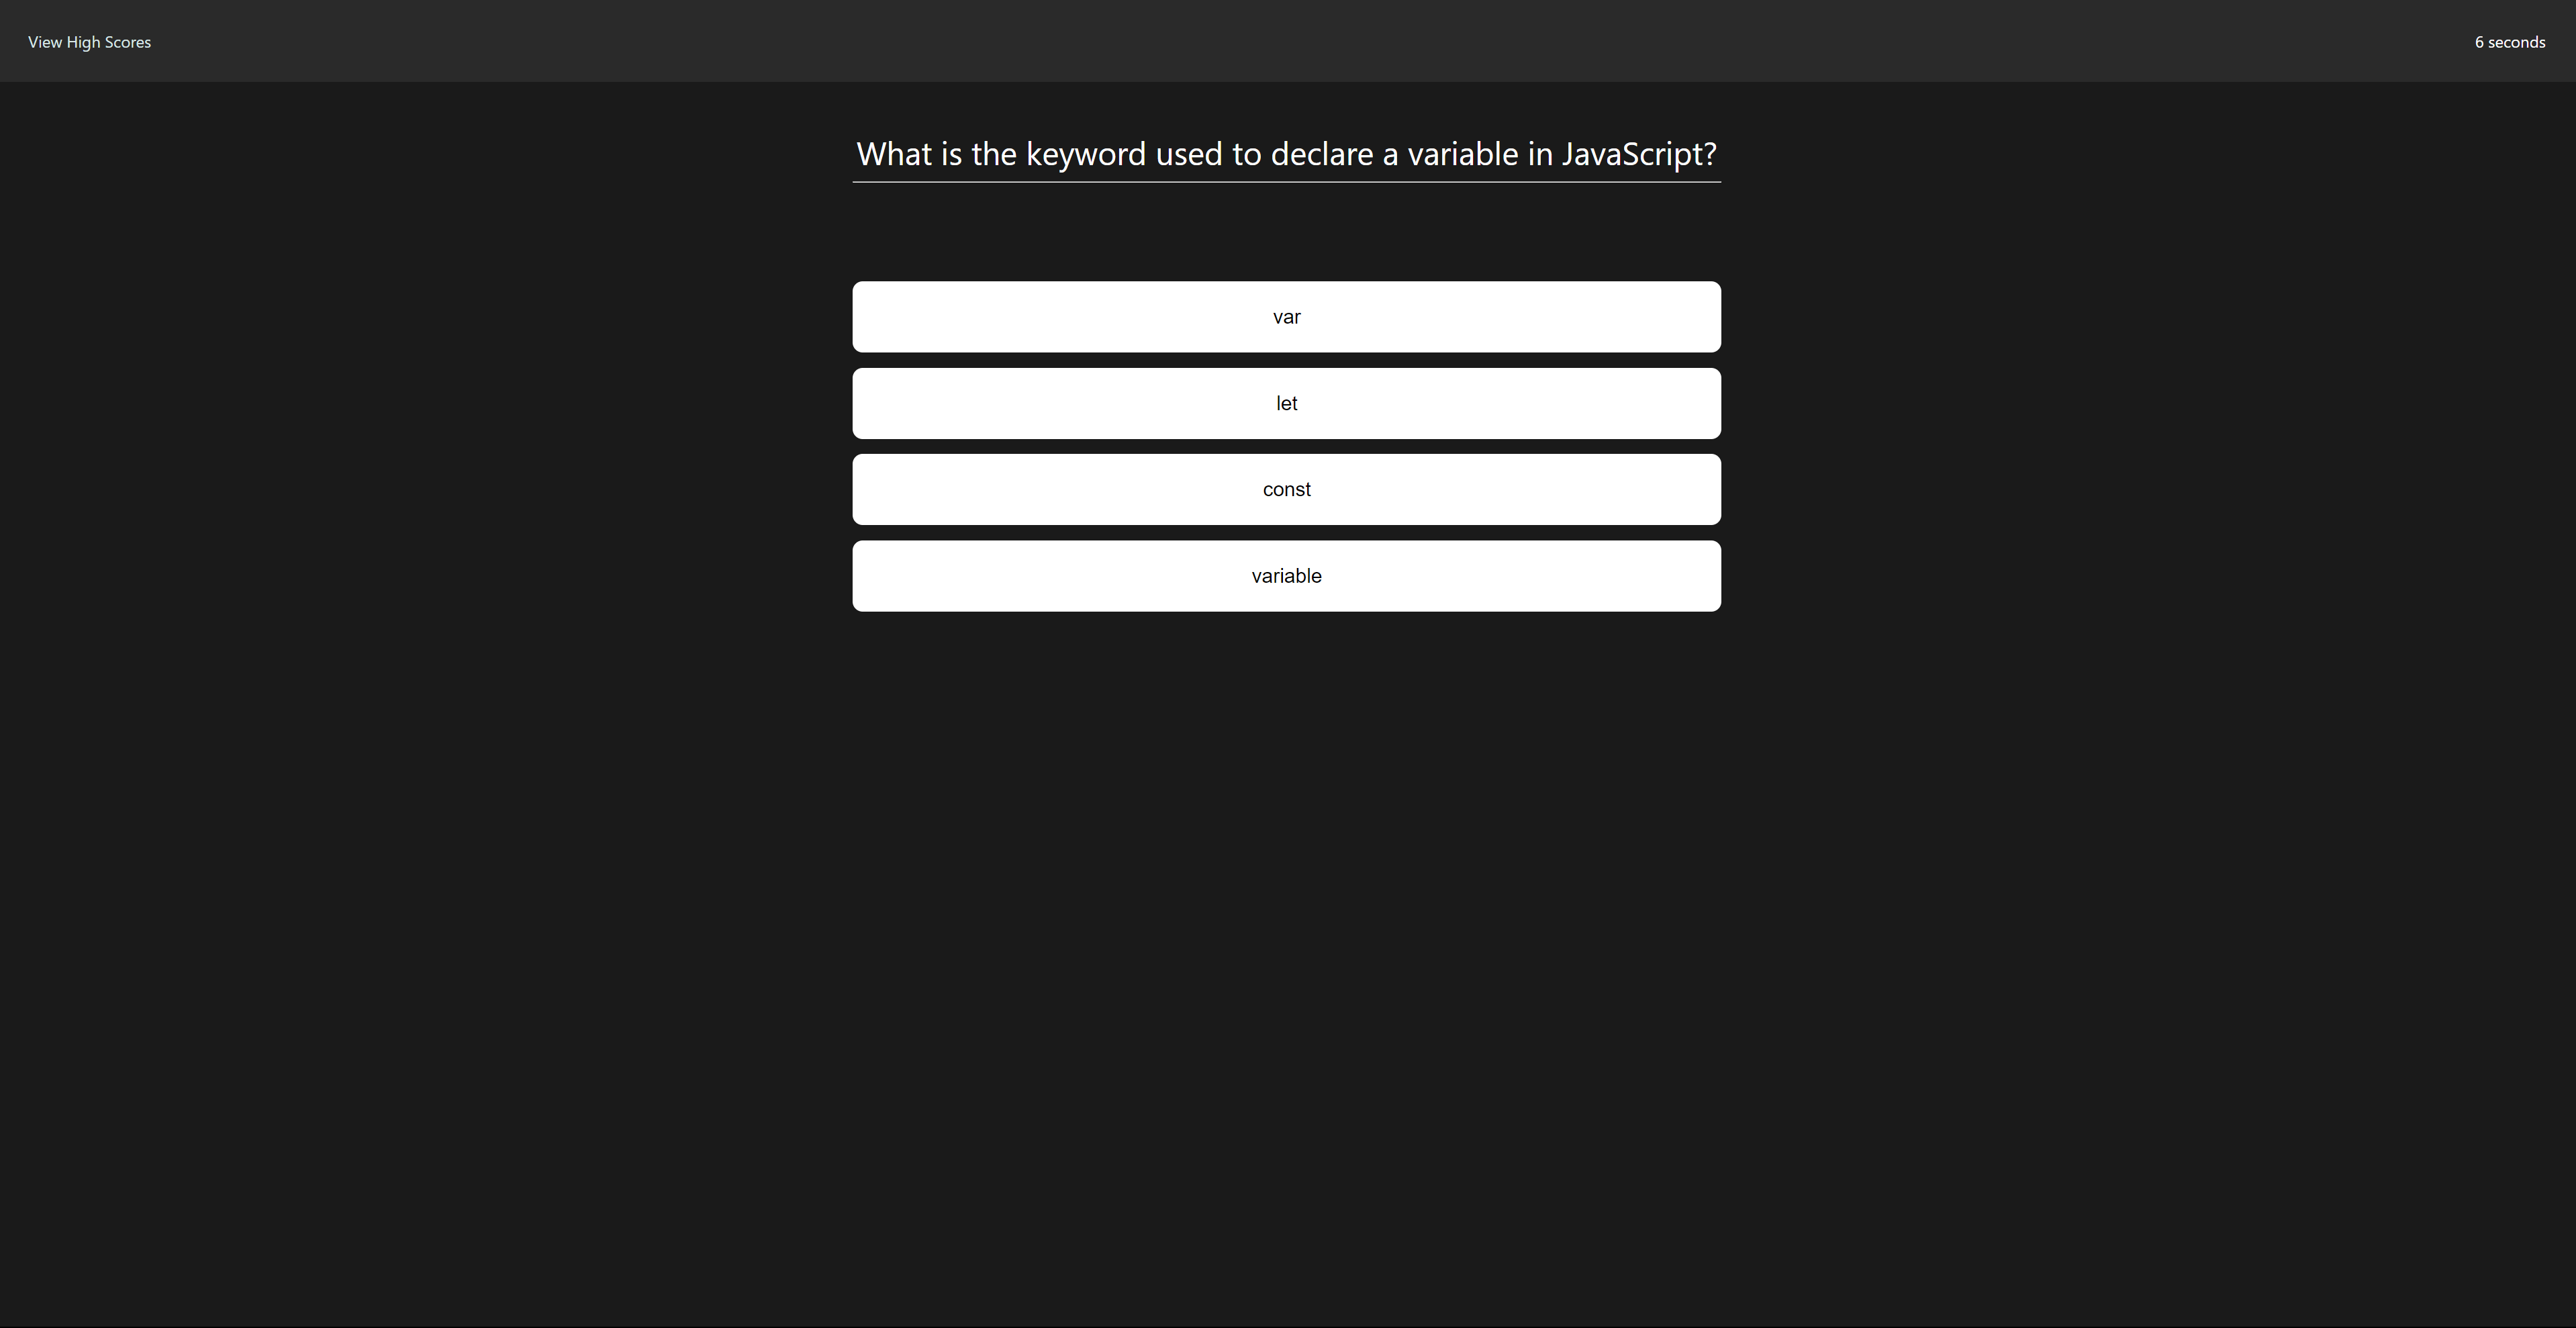 View High Scores
6 seconds
What is the keyword used to declare a variable in JavaScript?
var
let
const
variable